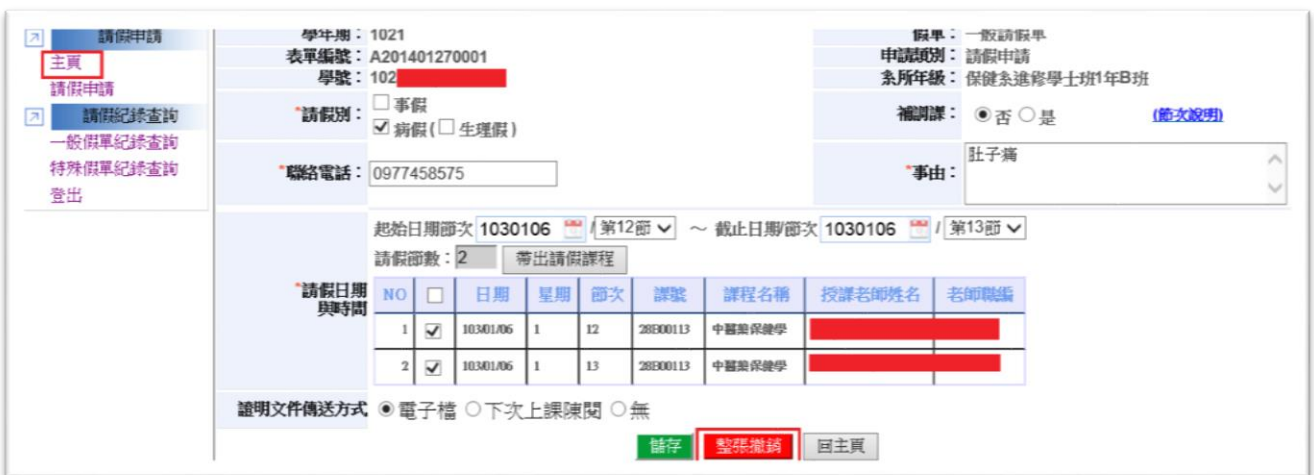 請假申請
主頁
請假申請
請假紀錄查詢
一般假單紀錄查詢
特殊假單紀錄查詢
登出
學年期：1021
假單：一般請假單
表單編號：A201401270001
申請類別：請假申請
學號：102
系所年級：保健系進修學士班1年B班
*請假別：
事假
病假(生理假)
補調課：否 是 (節次說明)
*聯絡電話：0977458575
*事由：肚子痛
起始日期節次 1030106 / 第12節 ～ 截止日期/節次 1030106 / 第13節
請假節數：2 帶出請假課程
*請假日期與時間
NO 日期 星期 節次 課號 課程名稱 授課老師姓名 老師職編
1 103/01/06 1 12 28B00113 中醫藥保健學
2 103/01/06 1 13 28B00113 中醫藥保健學
證明文件傳送方式 電子檔 下次上課陳閱 無
儲存 整張撤銷 回主頁